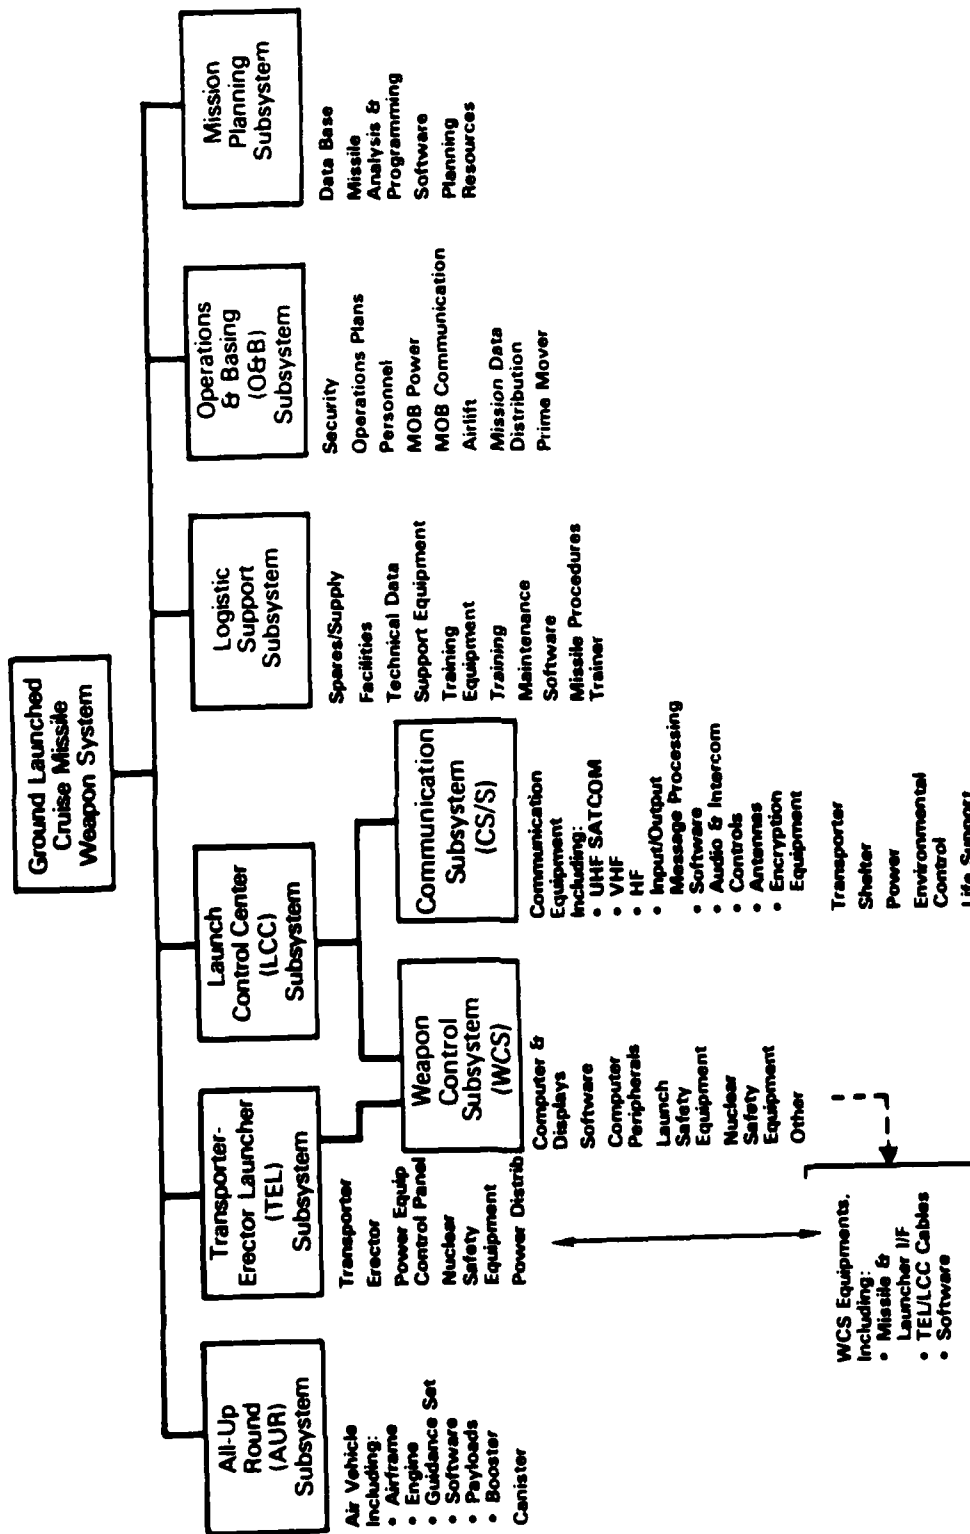 Ground Launched
Cruise Missile
Weapon System
All-Up
Round
(AUR)
Subsystem
Transporter-
Erector Launcher
(TEL)
Subsystem
Launch
Control Center
(LCC)
Subsystem
Logistic
Support
Subsystem
Operations
& Basing
(O&B)
Subsystem
Mission
Planning
Subsystem
Air Vehicle
Including:
• Airframe
• Engine
• Guidance Set
• Software
• Payloads
• Booster
Canister
Transporter
Erector
Power Equip
Control Panel
Nuclear
Safety
Equipment
Power Distrib
Weapon
Control
Subsystem
(WCS)
Communication
Subsystem
(CS/S)
Computer &
Displays
Software
Computer
Peripherals
Launch
Safety
Equipment
Nuclear
Safety
Equipment
Other
Communication
Equipment
Including:
• UHF SATCOM
• VHF
• HF
• Input/Output
Message Processing
• Software
• Audio & Intercom
• Controls
• Antennas
• Encryption
Equipment
Transporter
Shelter
Power
Environmental
Control
Life Support
Spares/Supply
Facilities
Technical Data
Support Equipment
Training
Equipment
Training
Maintenance
Software
Missile Procedures
Trainer
Security
Operations Plans
Personnel
MOB Power
MOB Communication
Airlift
Mission Data
Distribution
Prime Mover
Data Base
Missile
Analysis &
Programming
Software
Planning
Resources
WCS Equipments,
Including:
• Missile &
Launcher I/F
• TEL/LCC Cables
• Software